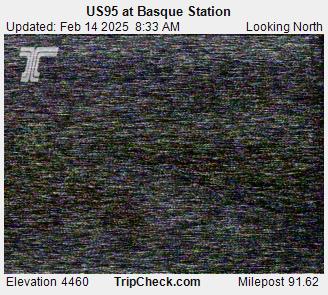 US95 at Basque Station
Updated: Feb 14 2025 8:33 AM Looking North
Elevation 4460 TripCheck.com Milepost 91.62